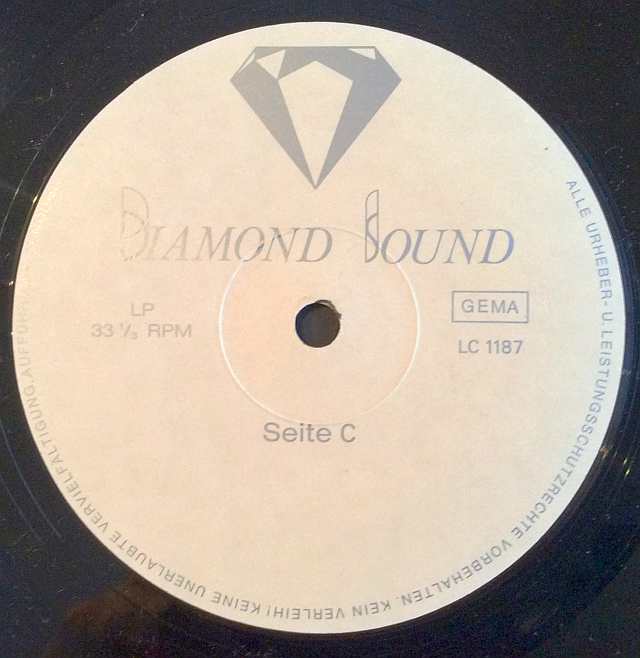 DIAMOND SOUND
LP
33 ⅓ RPM
GEMA
LC 1187
Seite C
ALLE URHEBER- U. LEISTUNGSSCHUTZRECHTE VORBEHALTEN. KEIN VERLEIH! KEINE UNERLAUBTE VERVIELFÄLTIGUNG,